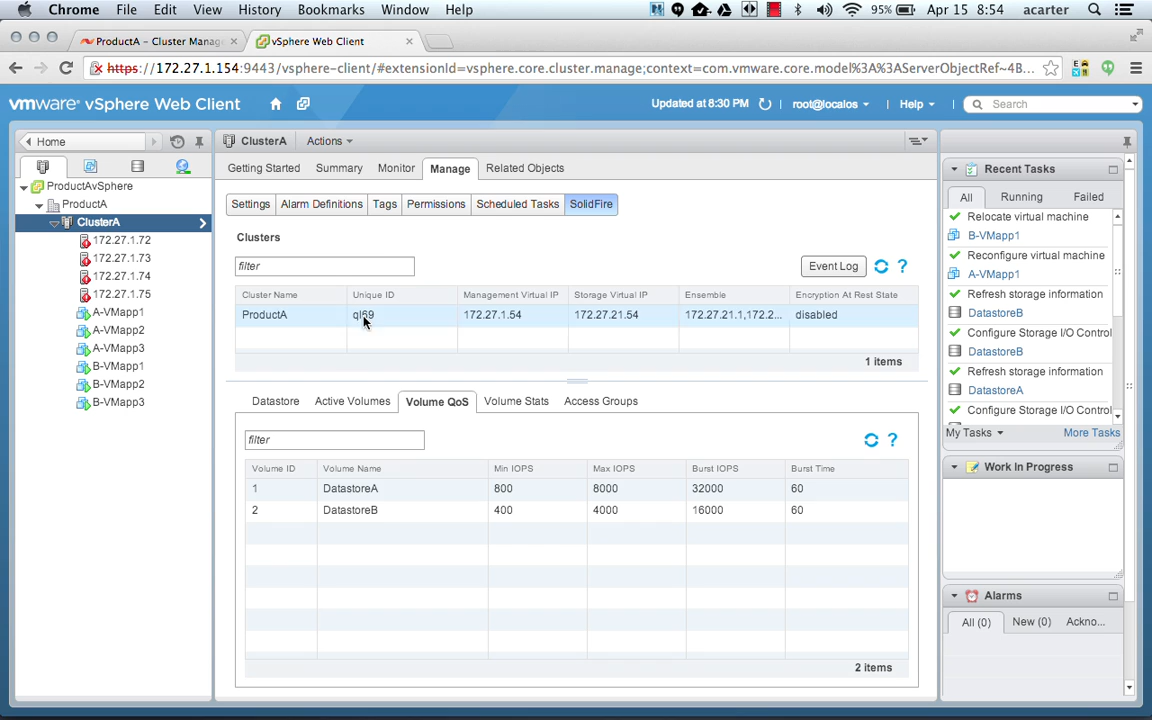 Chrome File Edit View History Bookmarks Window Help 95% Apr 15 8:54 acarter
ProductA - Cluster Manag vSphere Web Client
https://172.27.1.154:9443/vsphere-client/#extensionId=vsphere.core.cluster.manage;context=com.vmware.core.model%3A%3AServerObjectRef~4B...
vmware vSphere Web Client Updated at 8:30 PM root@localos Help Search
Home
ProductAvSphere
ProductA
ClusterA
172.27.1.72
172.27.1.73
172.27.1.74
172.27.1.75
A-VMapp1
A-VMapp2
A-VMapp3
B-VMapp1
B-VMapp2
B-VMapp3
ClusterA Actions
Getting Started Summary Monitor Manage Related Objects
Settings Alarm Definitions Tags Permissions Scheduled Tasks SolidFire
Clusters
filter Event Log ?
Cluster Name Unique ID Management Virtual IP Storage Virtual IP Ensemble Encryption At Rest State
ProductA ql69 172.27.1.54 172.27.21.54 172.27.21.1,172.2... disabled
1 items
Datastore Active Volumes Volume QoS Volume Stats Access Groups
filter ?
Volume ID Volume Name Min IOPS Max IOPS Burst IOPS Burst Time
1 DatastoreA 800 8000 32000 60
2 DatastoreB 400 4000 16000 60
2 items
Recent Tasks
All Running Failed
Relocate virtual machine
B-VMapp1
Reconfigure virtual machine
A-VMapp1
Refresh storage information
DatastoreB
Configure Storage I/O Control
DatastoreB
Refresh storage information
DatastoreA
Configure Storage I/O Control
My Tasks More Tasks
Work In Progress
Alarms
All (0) New (0) Ackno...